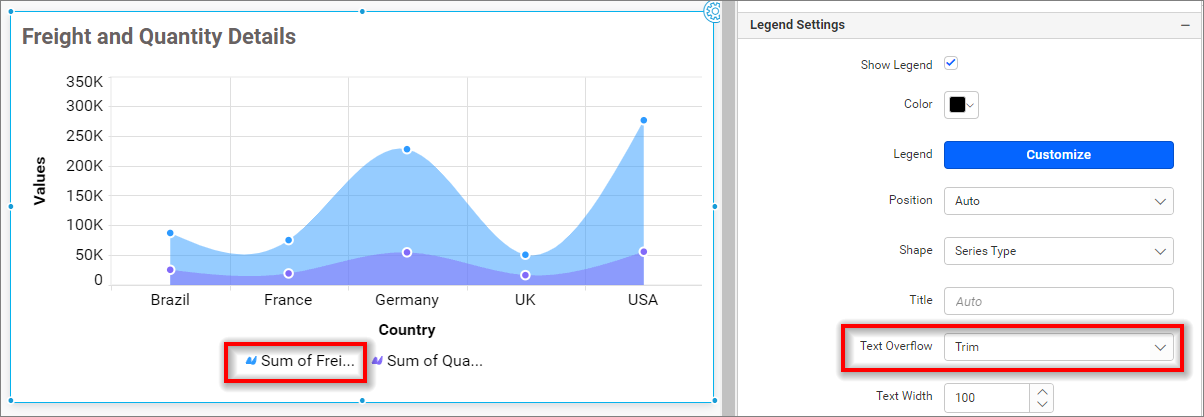 Freight and Quantity Details
350K
300K
250K
200K
150K
100K
50K
0
Values
Brazil France Germany UK USA
Country
Sum of Frei... Sum of Qua...
Legend Settings
Show Legend
Color
Legend Customize
Position Auto
Shape Series Type
Title Auto
Text Overflow Trim
Text Width 100